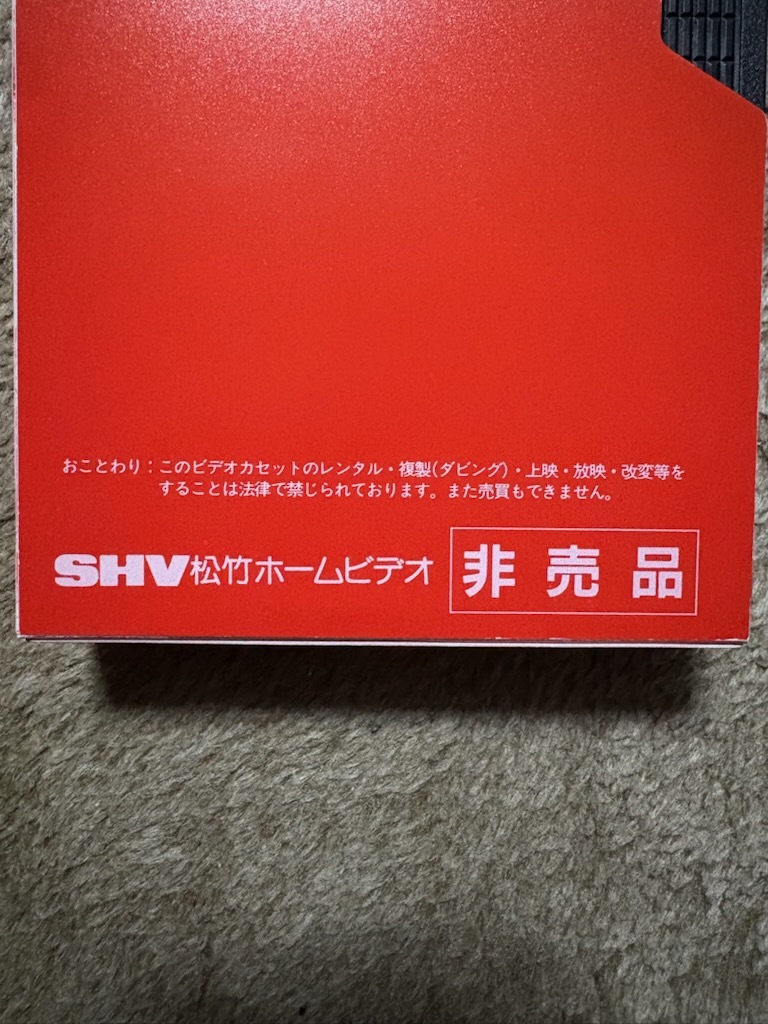 おことわり：このビデオカセットのレンタル・複製(ダビング)・上映・放映・改変等を
することは法律で禁じられております。また売買もできません。
SHV松竹ホームビデオ 非売品